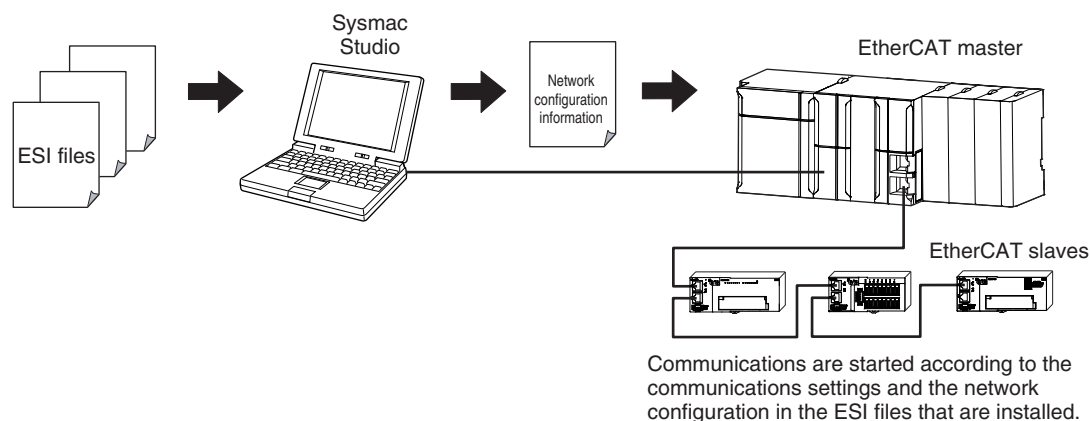 Sysmac
Studio
EtherCAT master
ESI files
Network
configuration
information
EtherCAT slaves
Communications are started according to the
communications settings and the network
configuration in the ESI files that are installed.